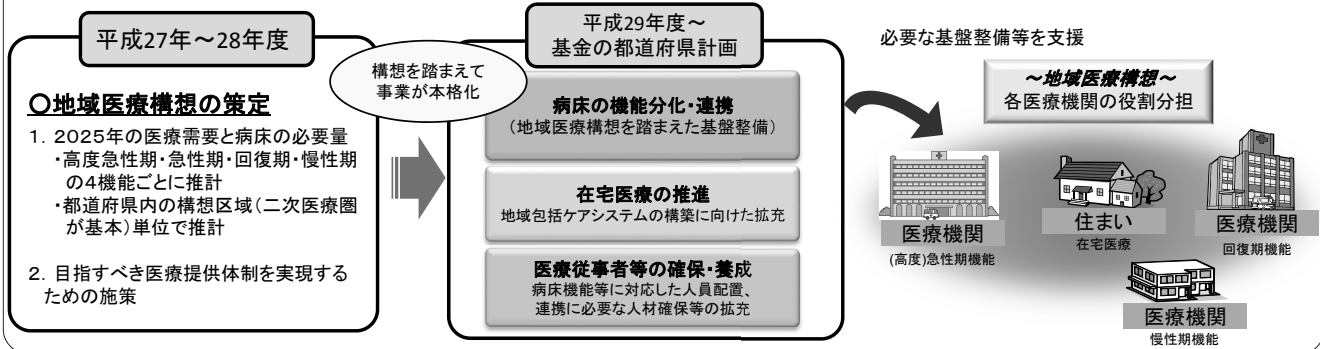 平成27年～28年度
〇地域医療構想の策定
1．2025年の医療需要と病床の必要量
・高度急性期・急性期・回復期・慢性期
の4機能ごとに推計
・都道府県内の構想区域（二次医療圏
が基本）単位で推計
2．目指すべき医療提供体制を実現する
ための施策
構想を踏まえて
事業が本格化
平成29年度～
基金の都道府県計画
病床の機能分化・連携
（地域医療構想を踏まえた基盤整備）
在宅医療の推進
地域包括ケアシステムの構築に向けた拡充
医療従事者等の確保・養成
病床機能等に対応した人員配置、
連携に必要な人材確保等の拡充
必要な基盤整備等を支援
～地域医療構想～
各医療機関の役割分担
医療機関
(高度)急性期機能
住まい
在宅医療
医療機関
回復期機能
医療機関
慢性期機能